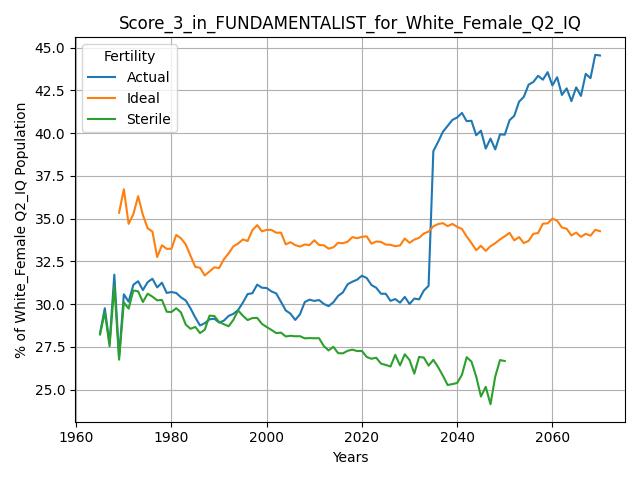 Score_3_in_FUNDAMENTALIST_for_White_Female_Q2_IQ
Fertility
Actual
Ideal
Sterile
% of White_Female Q2_IQ Population
45.0
42.5
40.0
37.5
35.0
32.5
30.0
27.5
25.0
1960
1980
2000
2020
2040
2060
Years